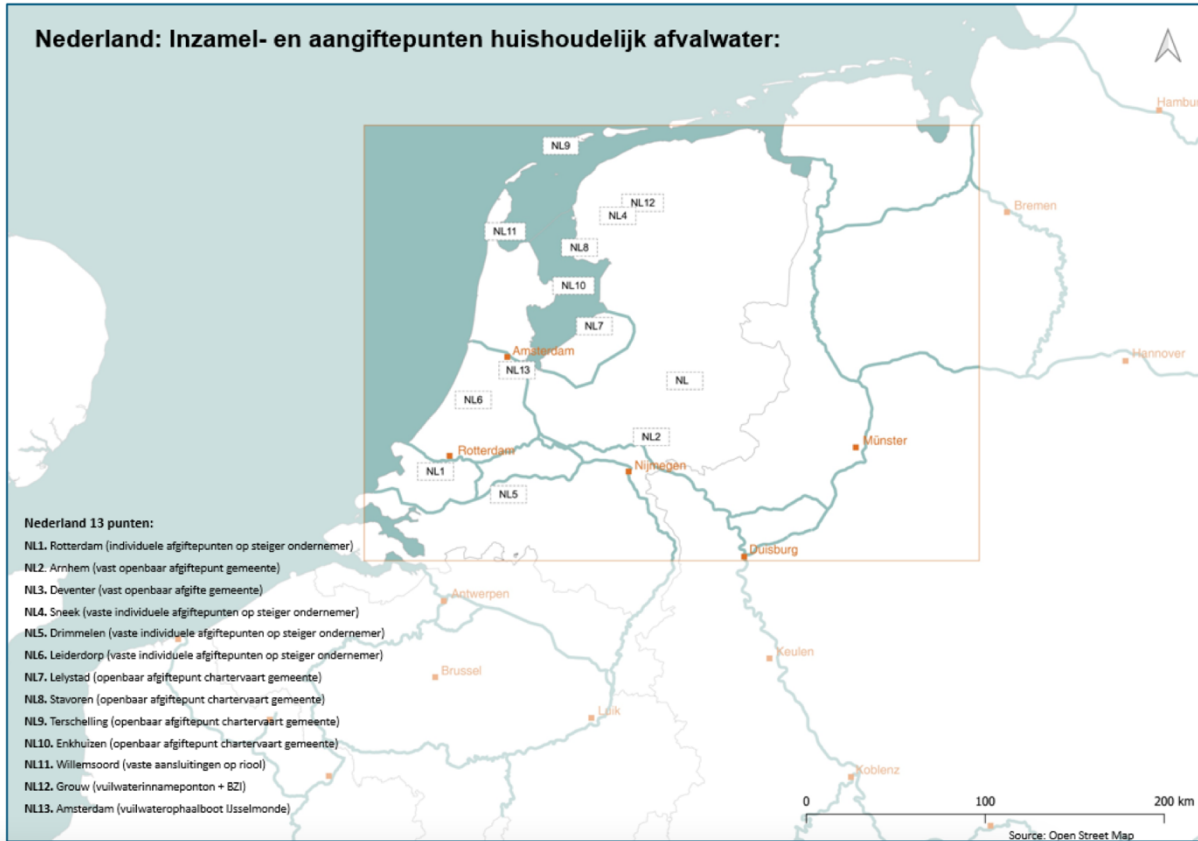 Nederland: Inzamel- en aangiftepunten huishoudelijk afvalwater:
Hambur
NL9
NL12
NL4
Bremen
NL11
NL8
NL10
NL7
Amsterdam
Hannover
NL13
NL
NL6
NL2
Münster
Rotterdam
NL1
Nijmegen
NL5
Duisburg
Antwerpen
Brussel
Keulen
Luik
Koblenz
Nederland 13 punten:
NL1. Rotterdam (individuele afgiftepunten op steiger ondernemer)
NL2. Arnhem (vast openbaar afgiftepunt gemeente)
NL3. Deventer (vast openbaar afgifte gemeente)
NL4. Sneek (vaste individuele afgiftepunten op steiger ondernemer)
NL5. Drimmelen (vaste individuele afgiftepunten op steiger ondernemer)
NL6. Leiderdorp (vaste individuele afgiftepunten op steiger ondernemer)
NL7. Lelystad (openbaar afgiftepunt chartervaart gemeente)
NL8. Stavoren (openbaar afgiftepunt chartervaart gemeente)
NL9. Terschelling (openbaar afgiftepunt chartervaart gemeente)
NL10. Enkhuizen (openbaar afgiftepunt chartervaart gemeente)
NL11. Willemsoord (vaste aansluitingen op riool)
NL12. Grouw (vuilwaterinnameponton + BZI)
NL13. Amsterdam (vuilwaterophaalboot IJsselmonde)
0 100 200 km
Source: Open Street Map